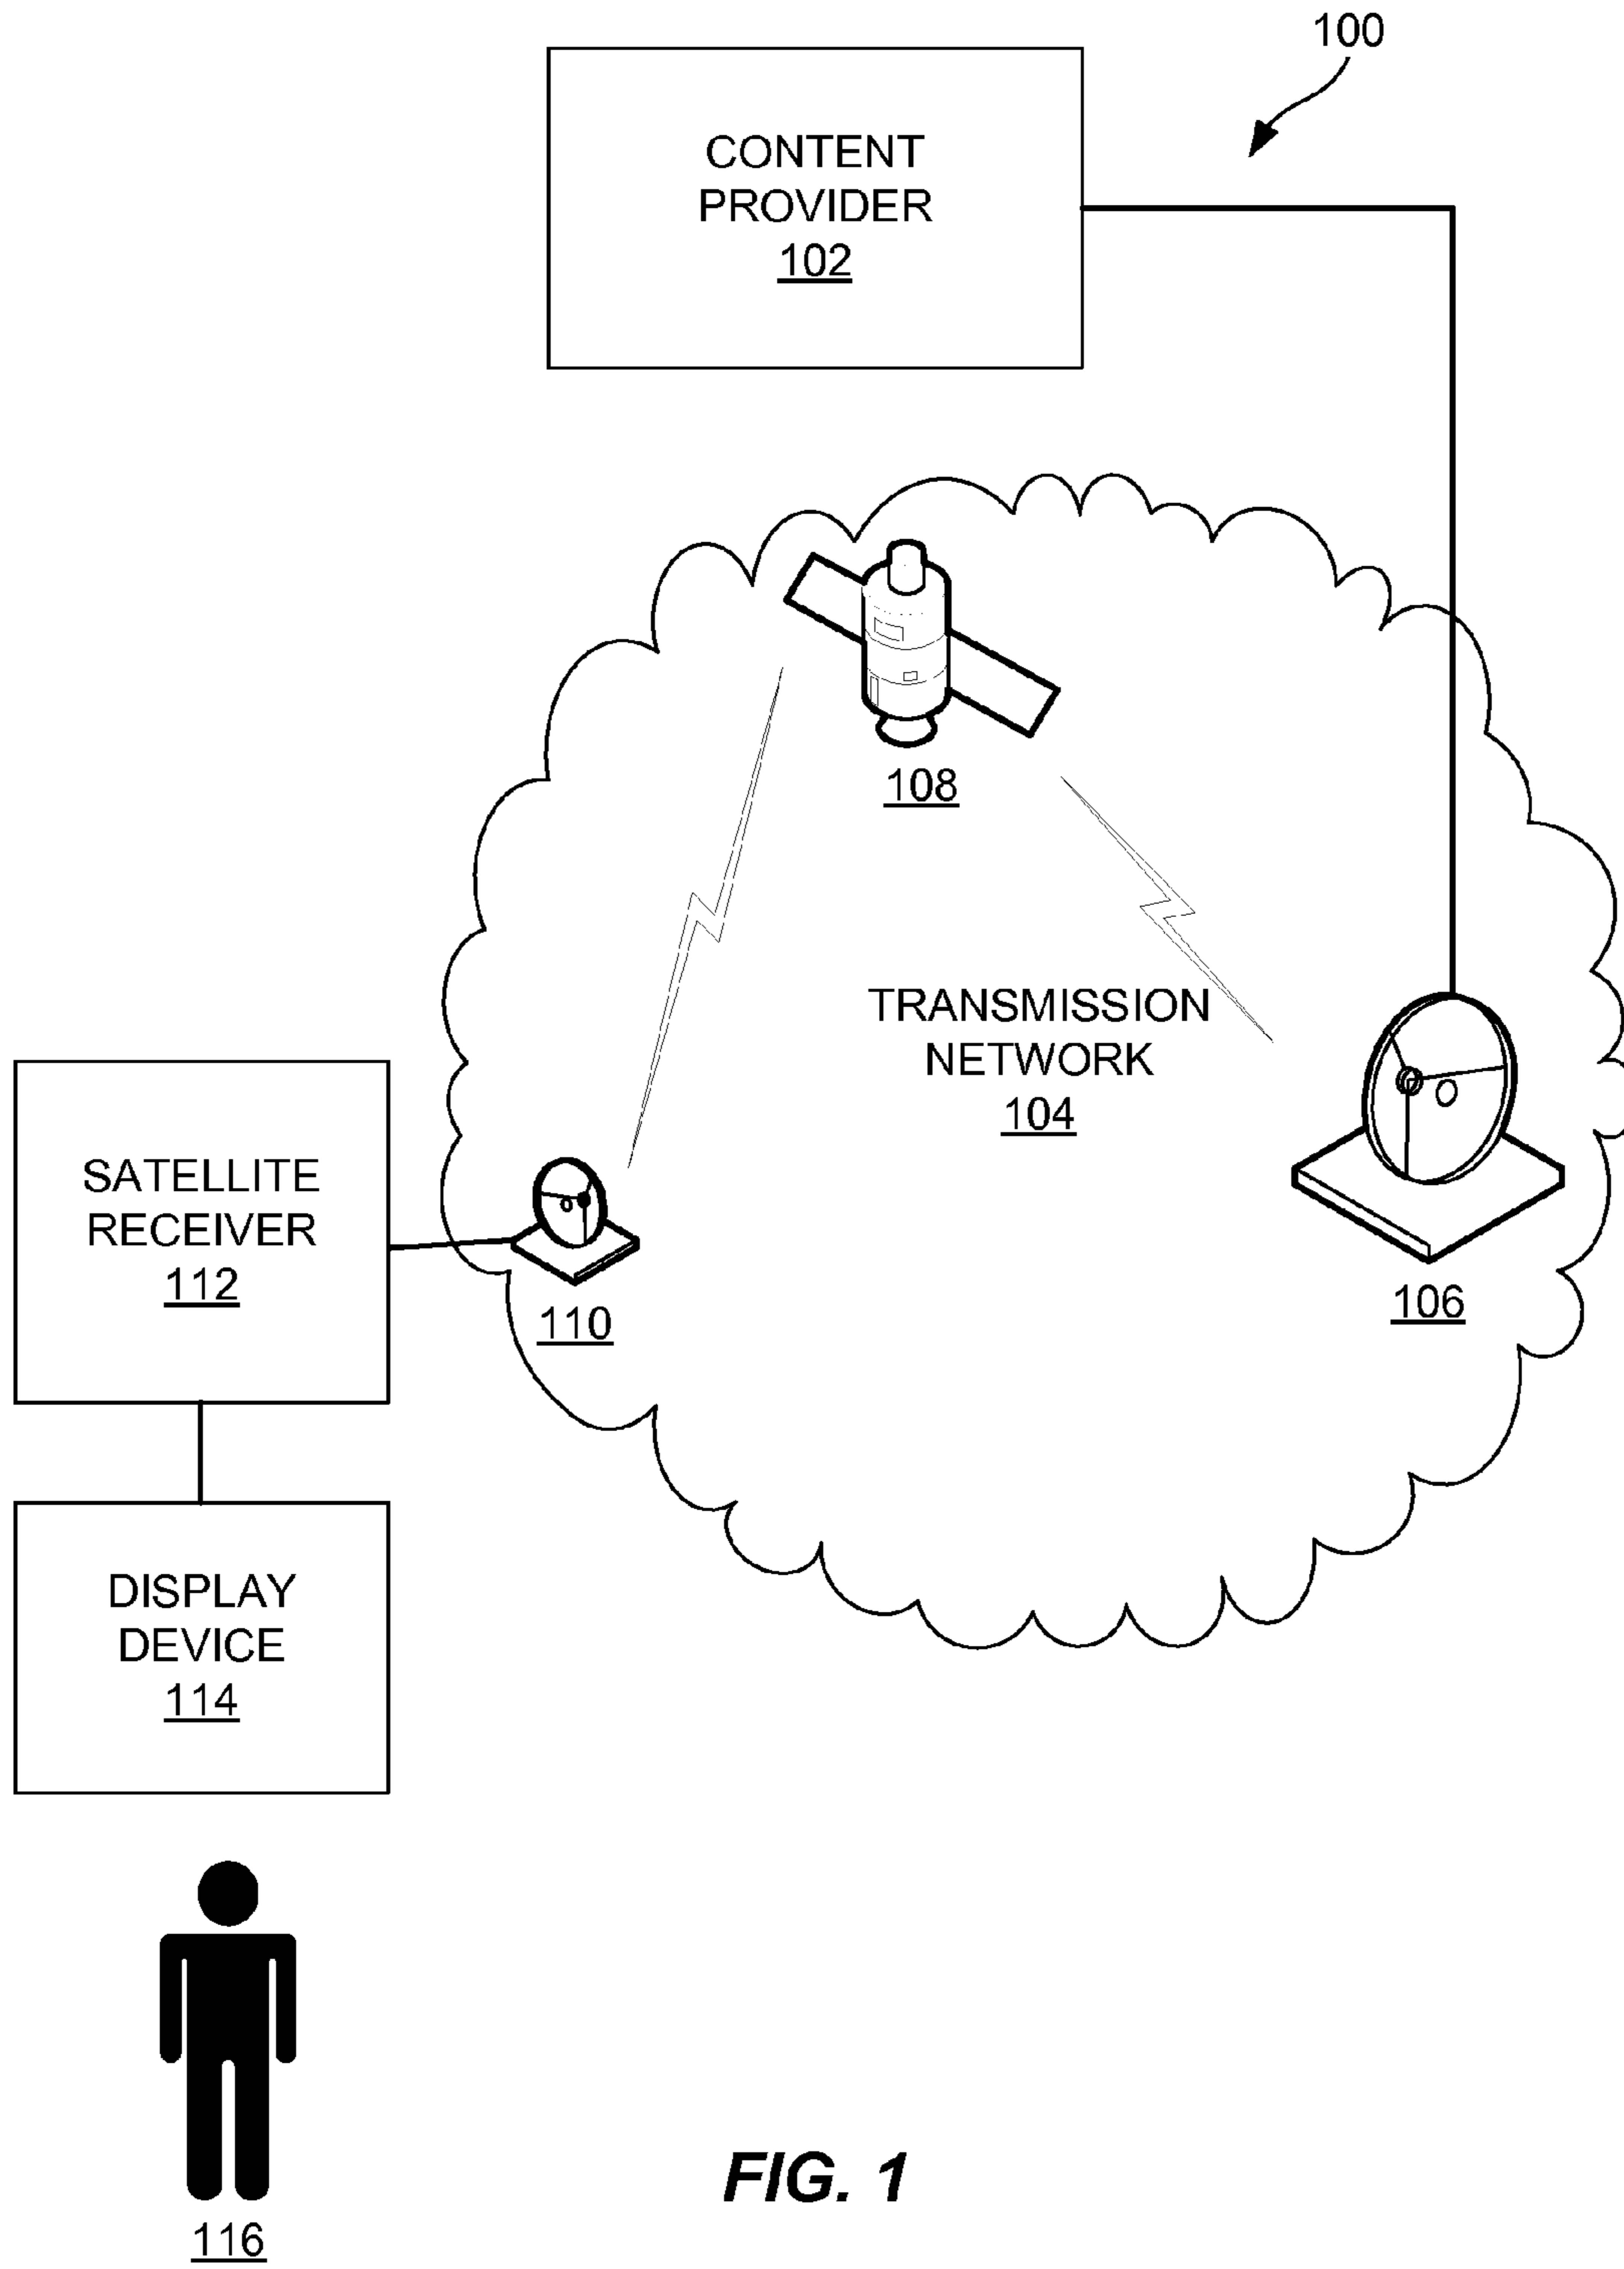 100
CONTENT
PROVIDER
102
108
TRANSMISSION
NETWORK
104
SATELLITE
RECEIVER
112
110
106
DISPLAY
DEVICE
114
116
FIG. 1